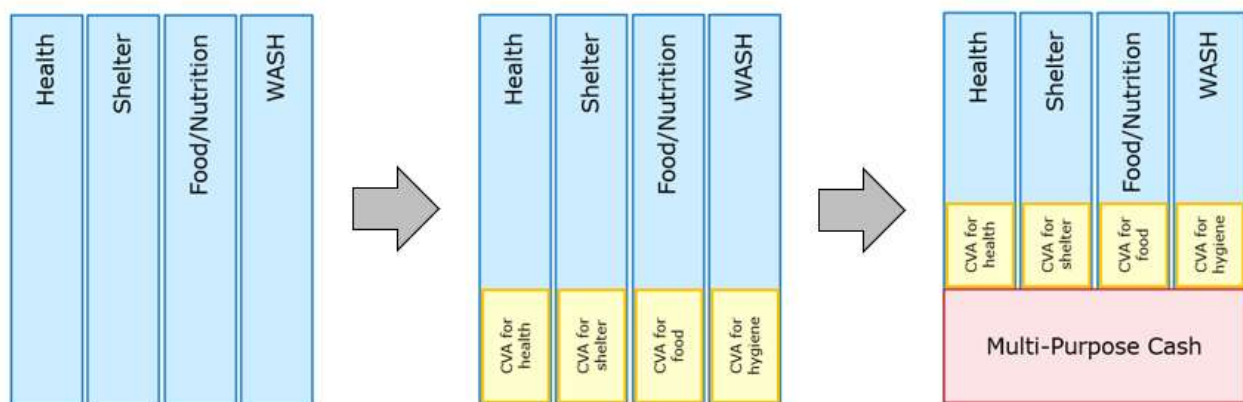 Health
Shelter
Food/Nutrition
WASH
Health
Shelter
Food/Nutrition
WASH
CVA for
health
CVA for
shelter
CVA for
food
CVA for
hygiene
Health
Shelter
Food/Nutrition
WASH
CVA for
health
CVA for
shelter
CVA for
food
CVA for
hygiene
Multi-Purpose Cash